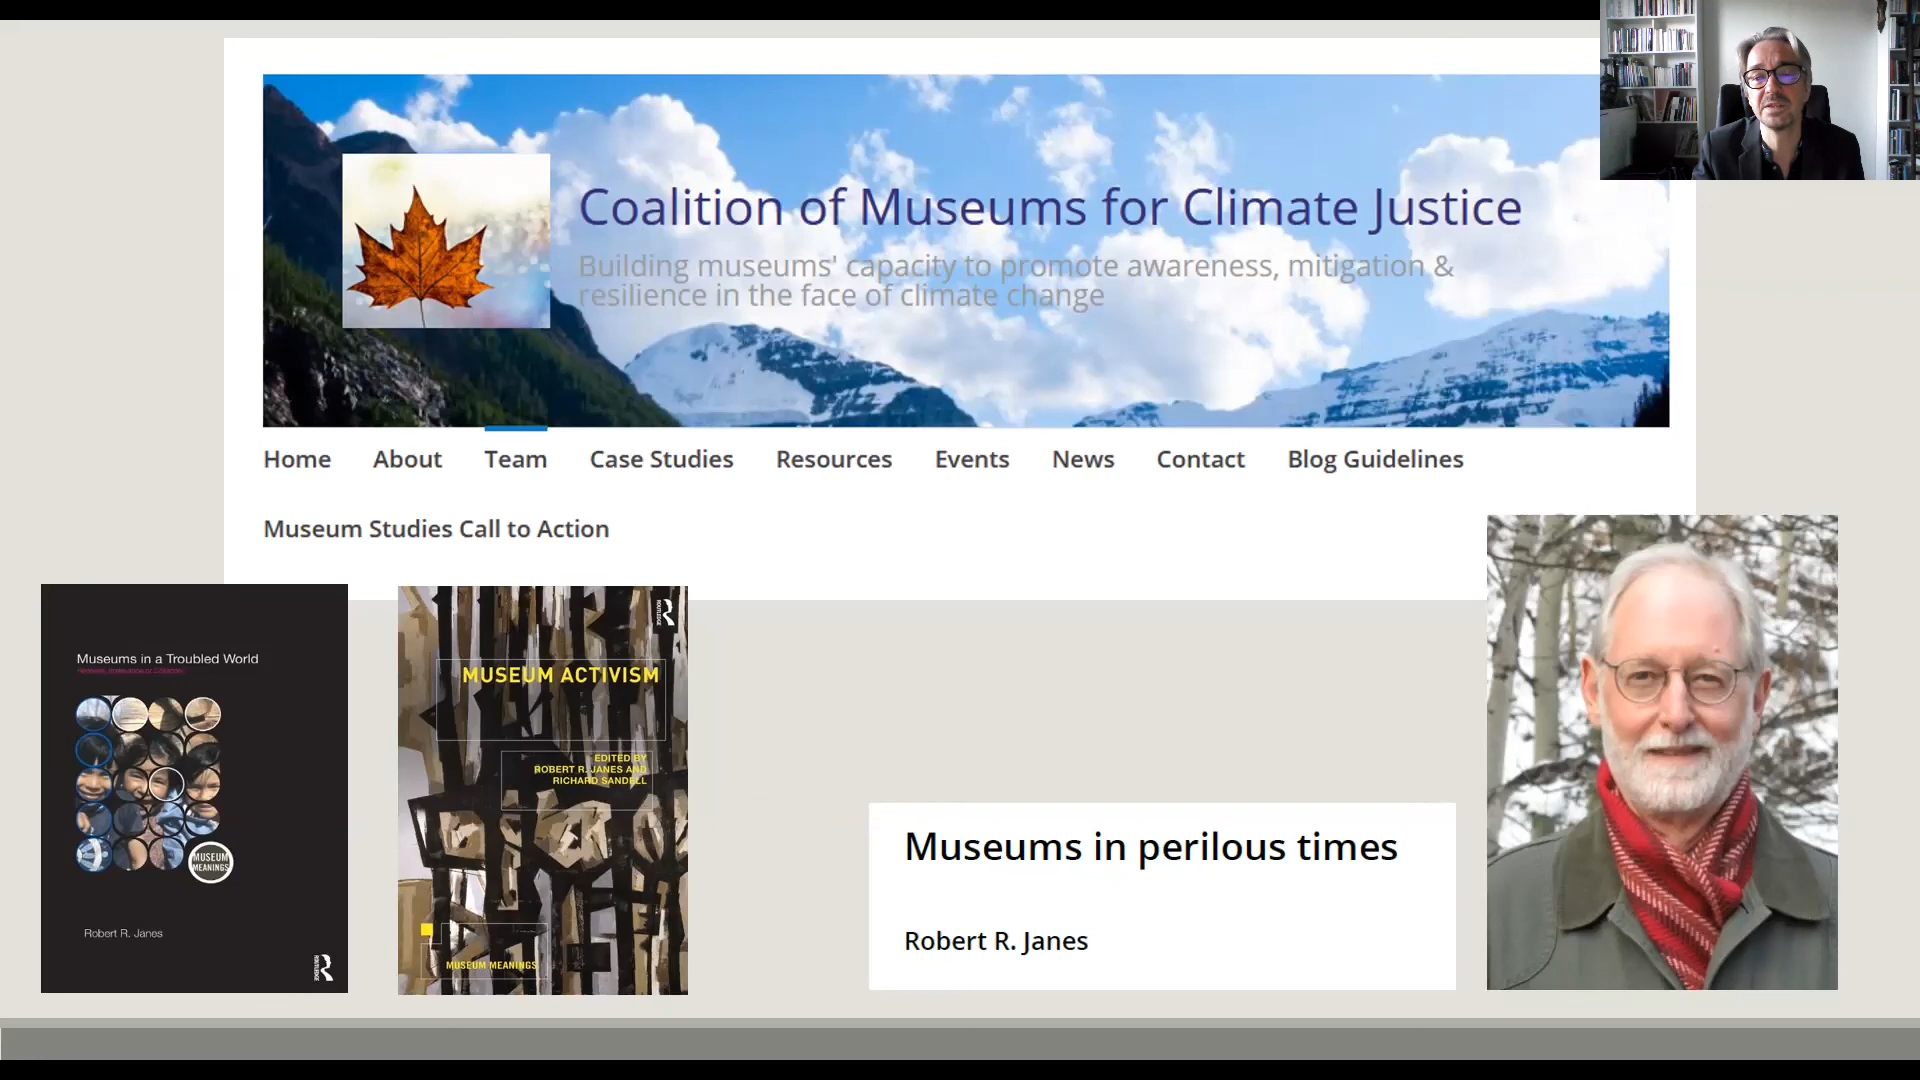 Coalition of Museums for Climate Justice
Building museums' capacity to promote awareness, mitigation &
resilience in the face of climate change
Home About Team Case Studies Resources Events News Contact Blog Guidelines
Museum Studies Call to Action
Museums in a Troubled World
MUSEUM
MEANINGS
Robert R. Janes
ROUTLEDGE
ROUTLEDGE
MUSEUM ACTIVISM
EDITED BY
ROBERT R. JANES AND
RICHARD SANDELL
MUSEUM MEANINGS
Museums in perilous times
Robert R. Janes